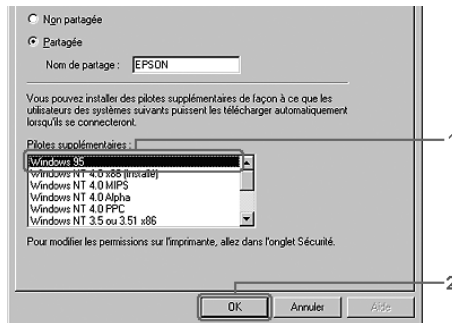 Non partagée
Partagée
Nom de partage : EPSON
Vous pouvez installer des pilotes supplémentaires de façon à ce que les
utilisateurs des systèmes suivants puissent les télécharger automatiquement
lorsqu'ils se connecteront.
Pilotes supplémentaires :
1
Windows 95
Windows NT 4.0 x86 (Installé)
Windows NT 4.0 MIPS
Windows NT 4.0 Alpha
Windows NT 4.0 PPC
Windows NT 3.5 ou 3.51 x86
Pour modifier les permissions sur l'imprimante, allez dans l'onglet Sécurité.
2
OK Annuler Aide